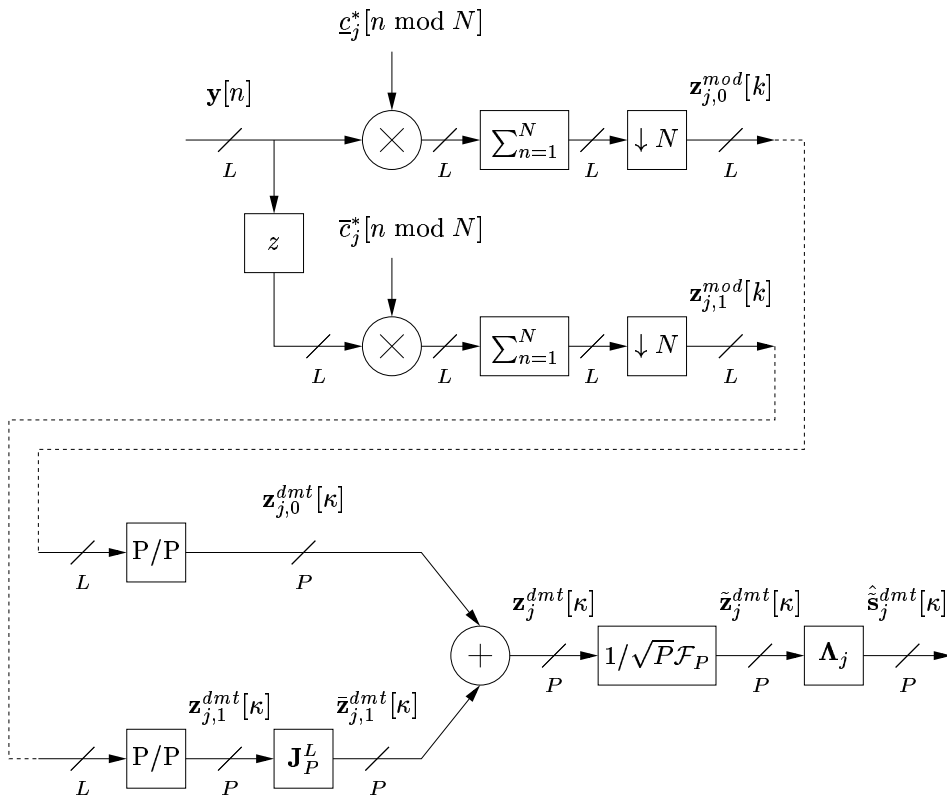 c̲*_j[n mod N]
y[n]
z^{mod}_{j,0}[k]
× ∑^N_{n=1} ↓ N
L L L L
z
c̅*_j[n mod N]
z^{mod}_{j,1}[k]
× ∑^N_{n=1} ↓ N
L L L L
z^{dmt}_{j,0}[κ]
P/P
L P
z^{dmt}_j[κ] z̃^{dmt}_j[κ] ŝ̃^{dmt}_j[κ]
+ 1/√P 𝓕_P Λ_j
P P P
z^{dmt}_{j,1}[κ] z̄^{dmt}_{j,1}[κ]
P/P J^L_P
L P P